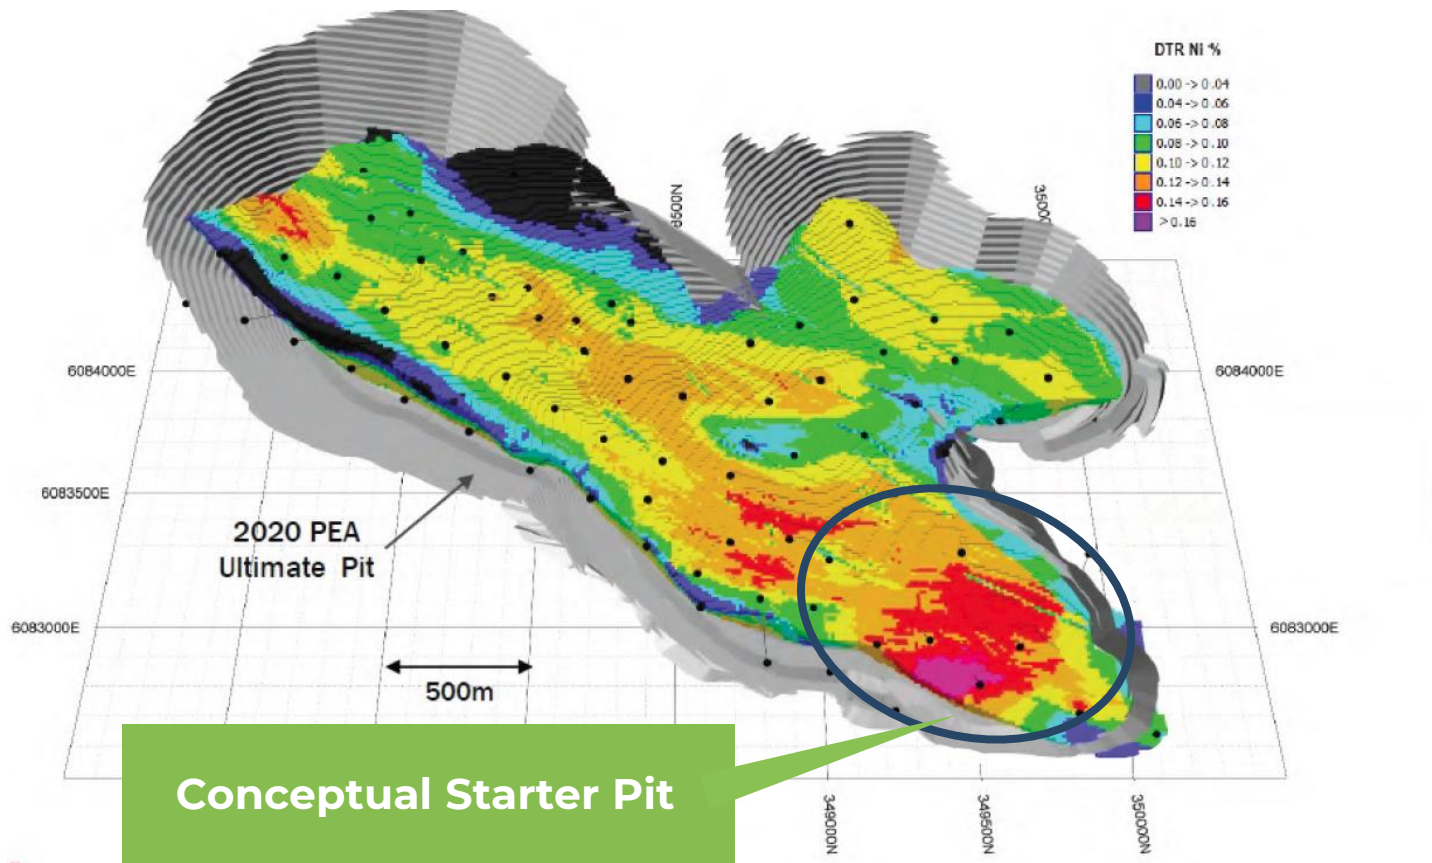 DTR Ni %
0.00 -> 0.04
0.04 -> 0.06
0.06 -> 0.08
0.08 -> 0.10
0.10 -> 0.12
0.12 -> 0.14
0.14 -> 0.16
>0.16
8500N
3500
6084000E
6084000E
6083500E
2020 PEA
Ultimate Pit
6083000E
6083000E
500m
Conceptual Starter Pit
349000N
349500N
350000N